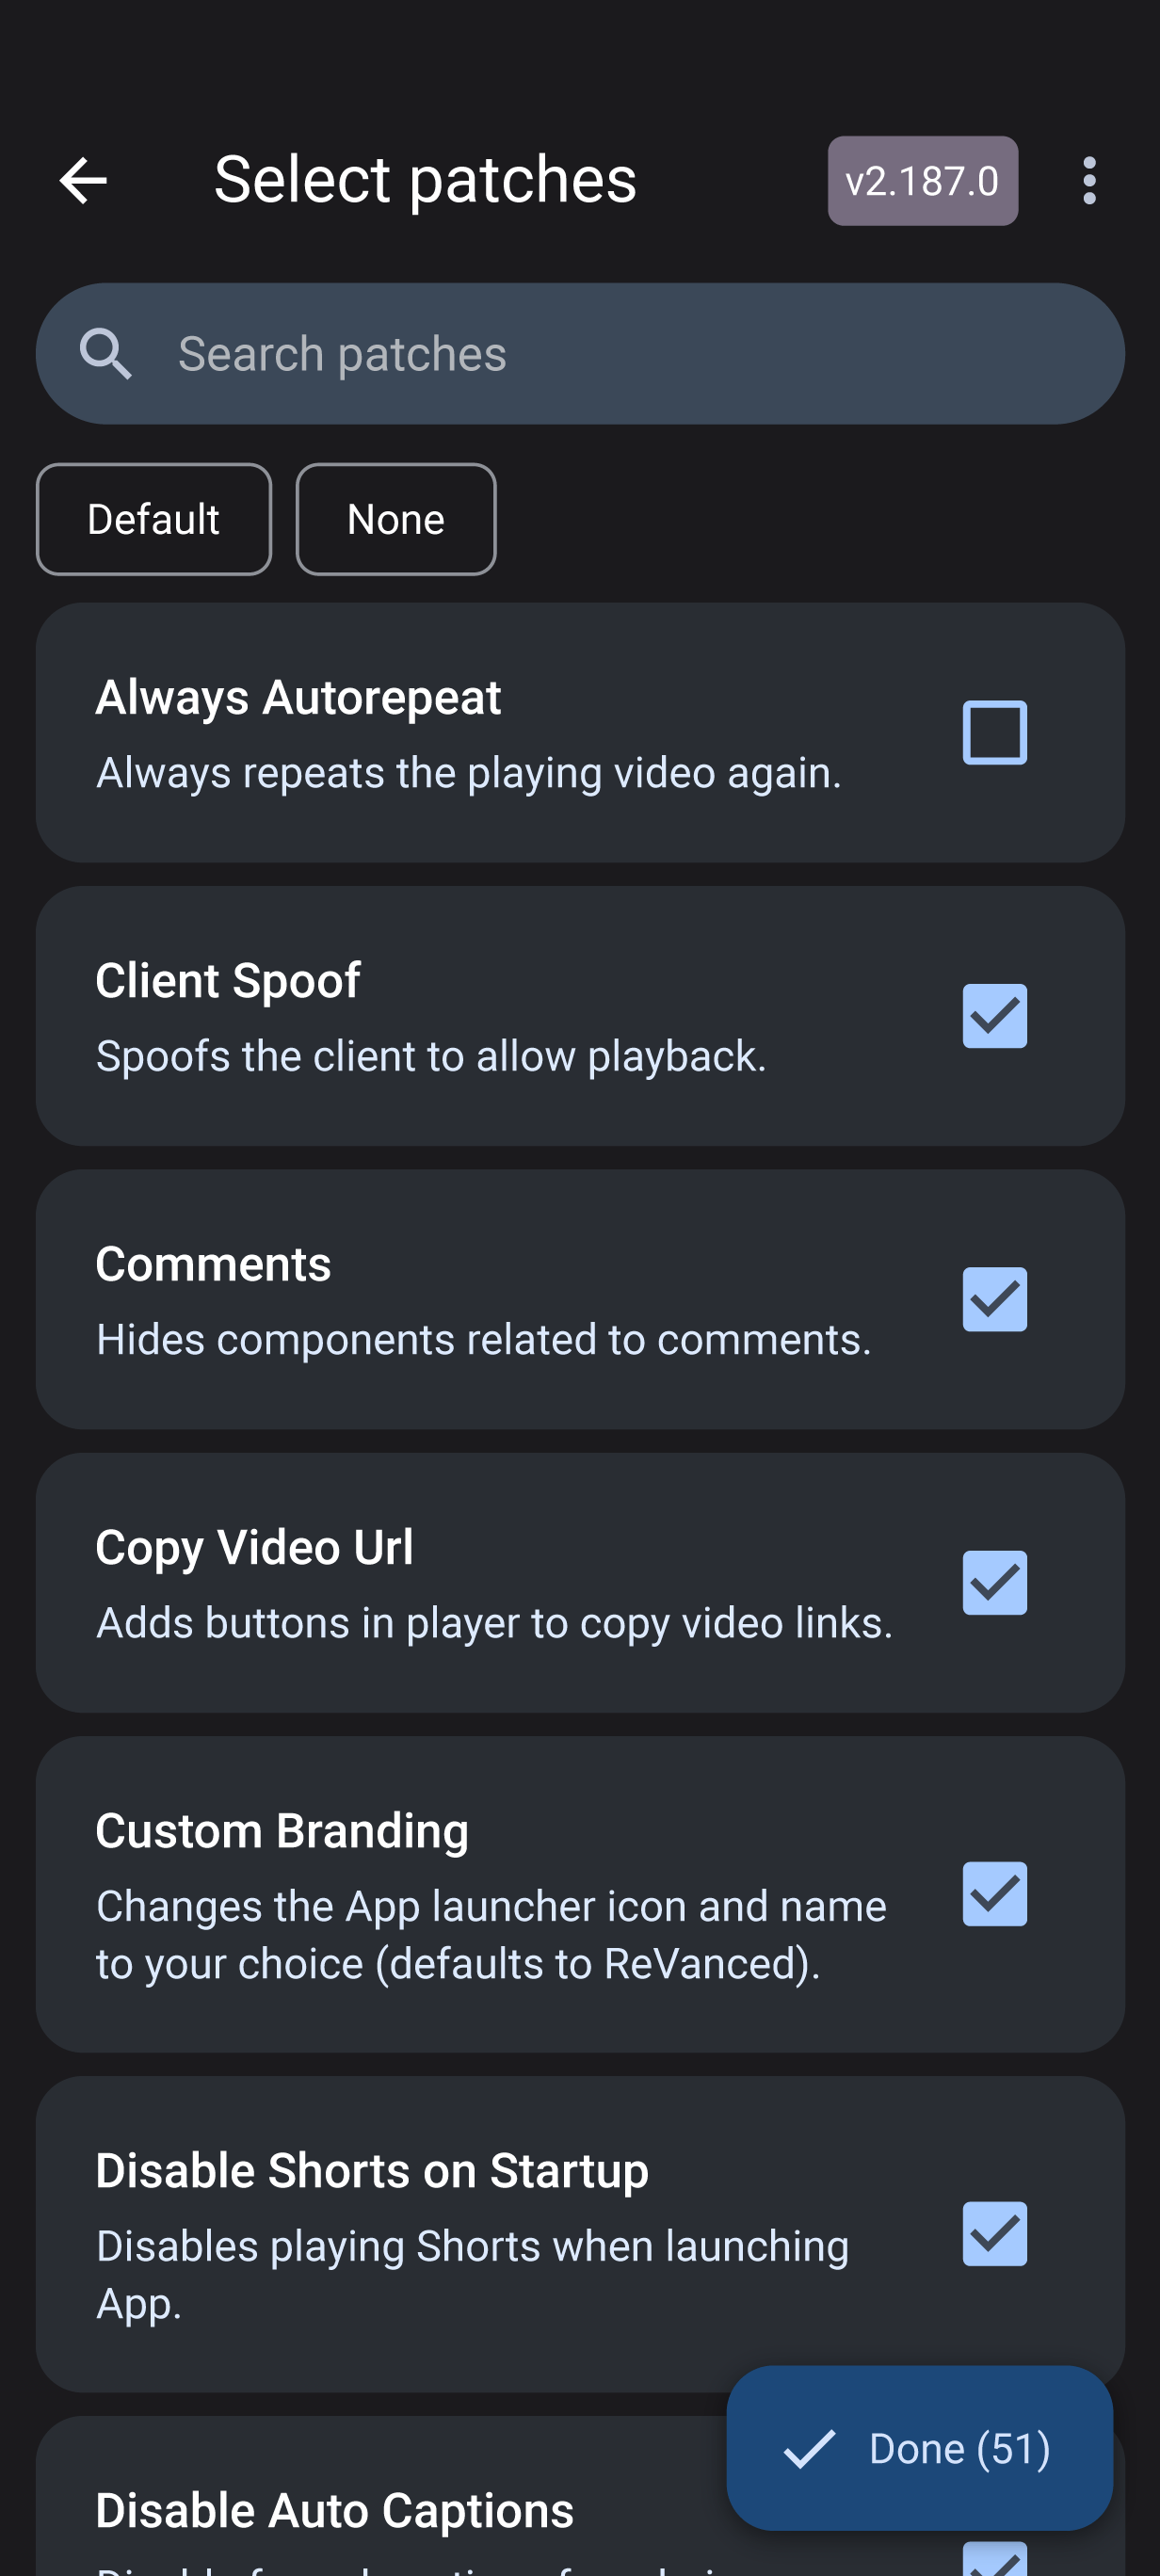 Select patches
v2.187.0
Search patches
Default
None
Always Autorepeat
Always repeats the playing video again.
Client Spoof
Spoofs the client to allow playback.
Comments
Hides components related to comments.
Copy Video Url
Adds buttons in player to copy video links.
Custom Branding
Changes the App launcher icon and name
to your choice (defaults to ReVanced).
Disable Shorts on Startup
Disables playing Shorts when launching
App.
Done (51)
Disable Auto Captions